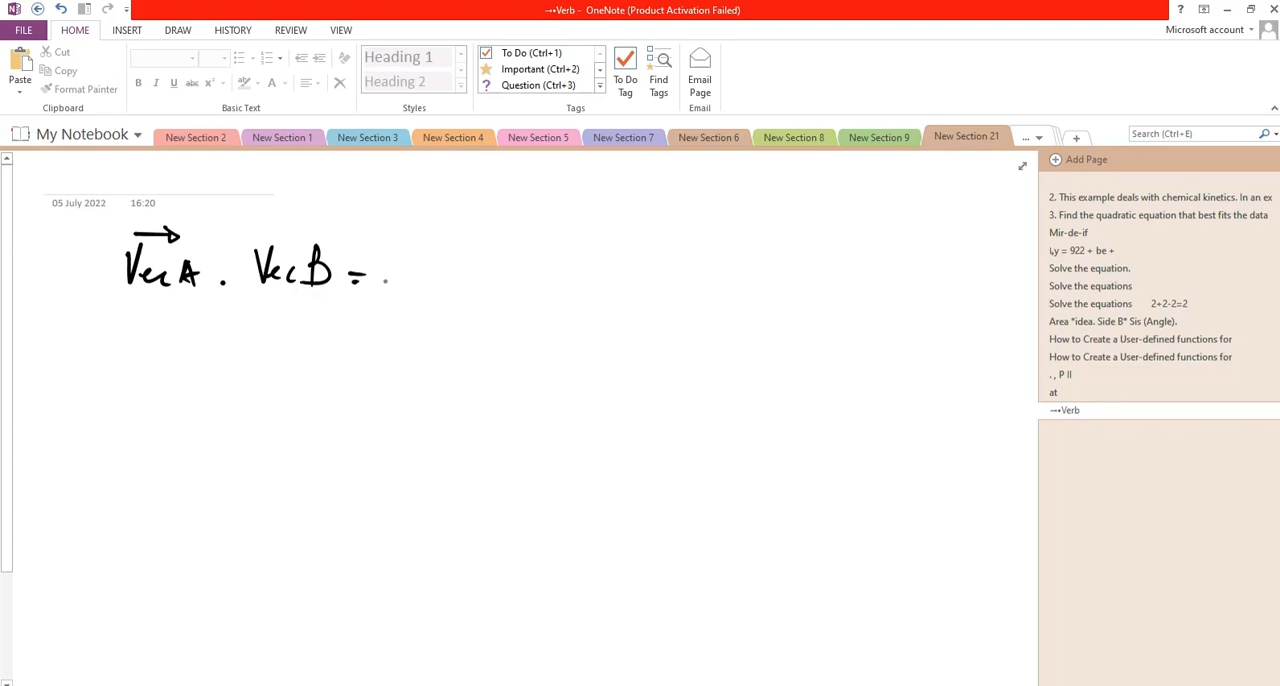 →•Verb - OneNote (Product Activation Failed)
FILE HOME INSERT DRAW HISTORY REVIEW VIEW
Microsoft account
Paste
Cut
Copy
Format Painter
Clipboard
B I U abc x² A
Basic Text
Heading 1
Heading 2
Styles
To Do (Ctrl+1)
Important (Ctrl+2)
Question (Ctrl+3)
To Do Tag
Find Tags
Tags
Email Page
Email
My Notebook
New Section 2 New Section 1 New Section 3 New Section 4 New Section 5 New Section 7 New Section 6 New Section 8 New Section 9 New Section 21 ...
Search (Ctrl+E)
Add Page
05 July 2022 16:20
Vec A . Vec B =
2. This example deals with chemical kinetics. In an ex
3. Find the quadratic equation that best fits the data
Mir-de-if
ι,y = 922 + be +
Solve the equation.
Solve the equations
Solve the equations 2+2-2=2
Area *idea. Side B* Sis (Angle).
How to Create a User-defined functions for
How to Create a User-defined functions for
. , P II
at
→•Verb